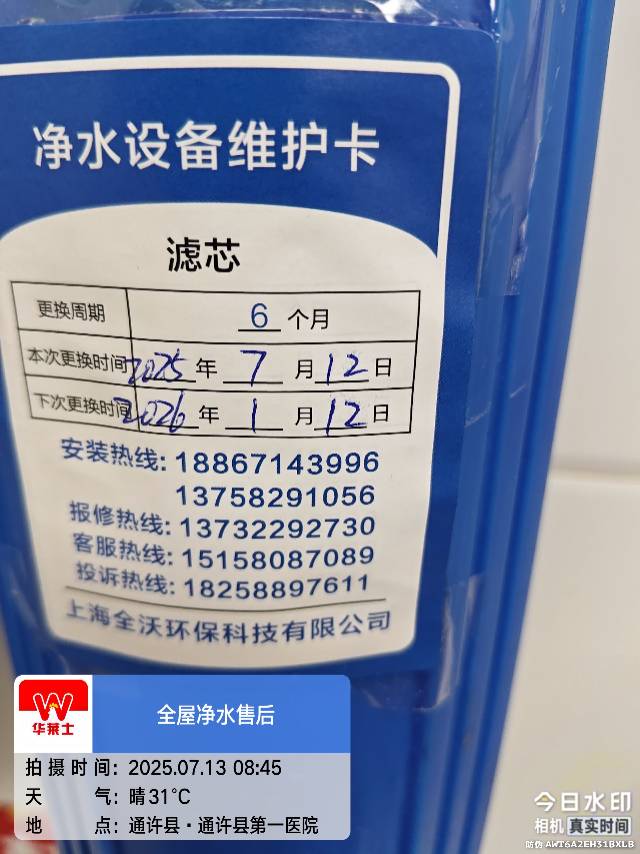 净水设备维护卡
滤芯
更换周期 6 个月
本次更换时间 2025 年 7 月 12 日
下次更换时间 2026 年 1 月 12 日
安装热线: 18867143996
13758291056
报修热线: 13732292730
客服热线: 15158087089
投诉热线: 18258897611
上海全沃环保科技有限公司
华莱士
全屋净水售后
拍摄时间: 2025.07.13 08:45
天气: 晴 31℃
地点: 通许县·通许县第一医院
今日水印
相机 真实时间
防伪 AWT6A2EH31BXLB